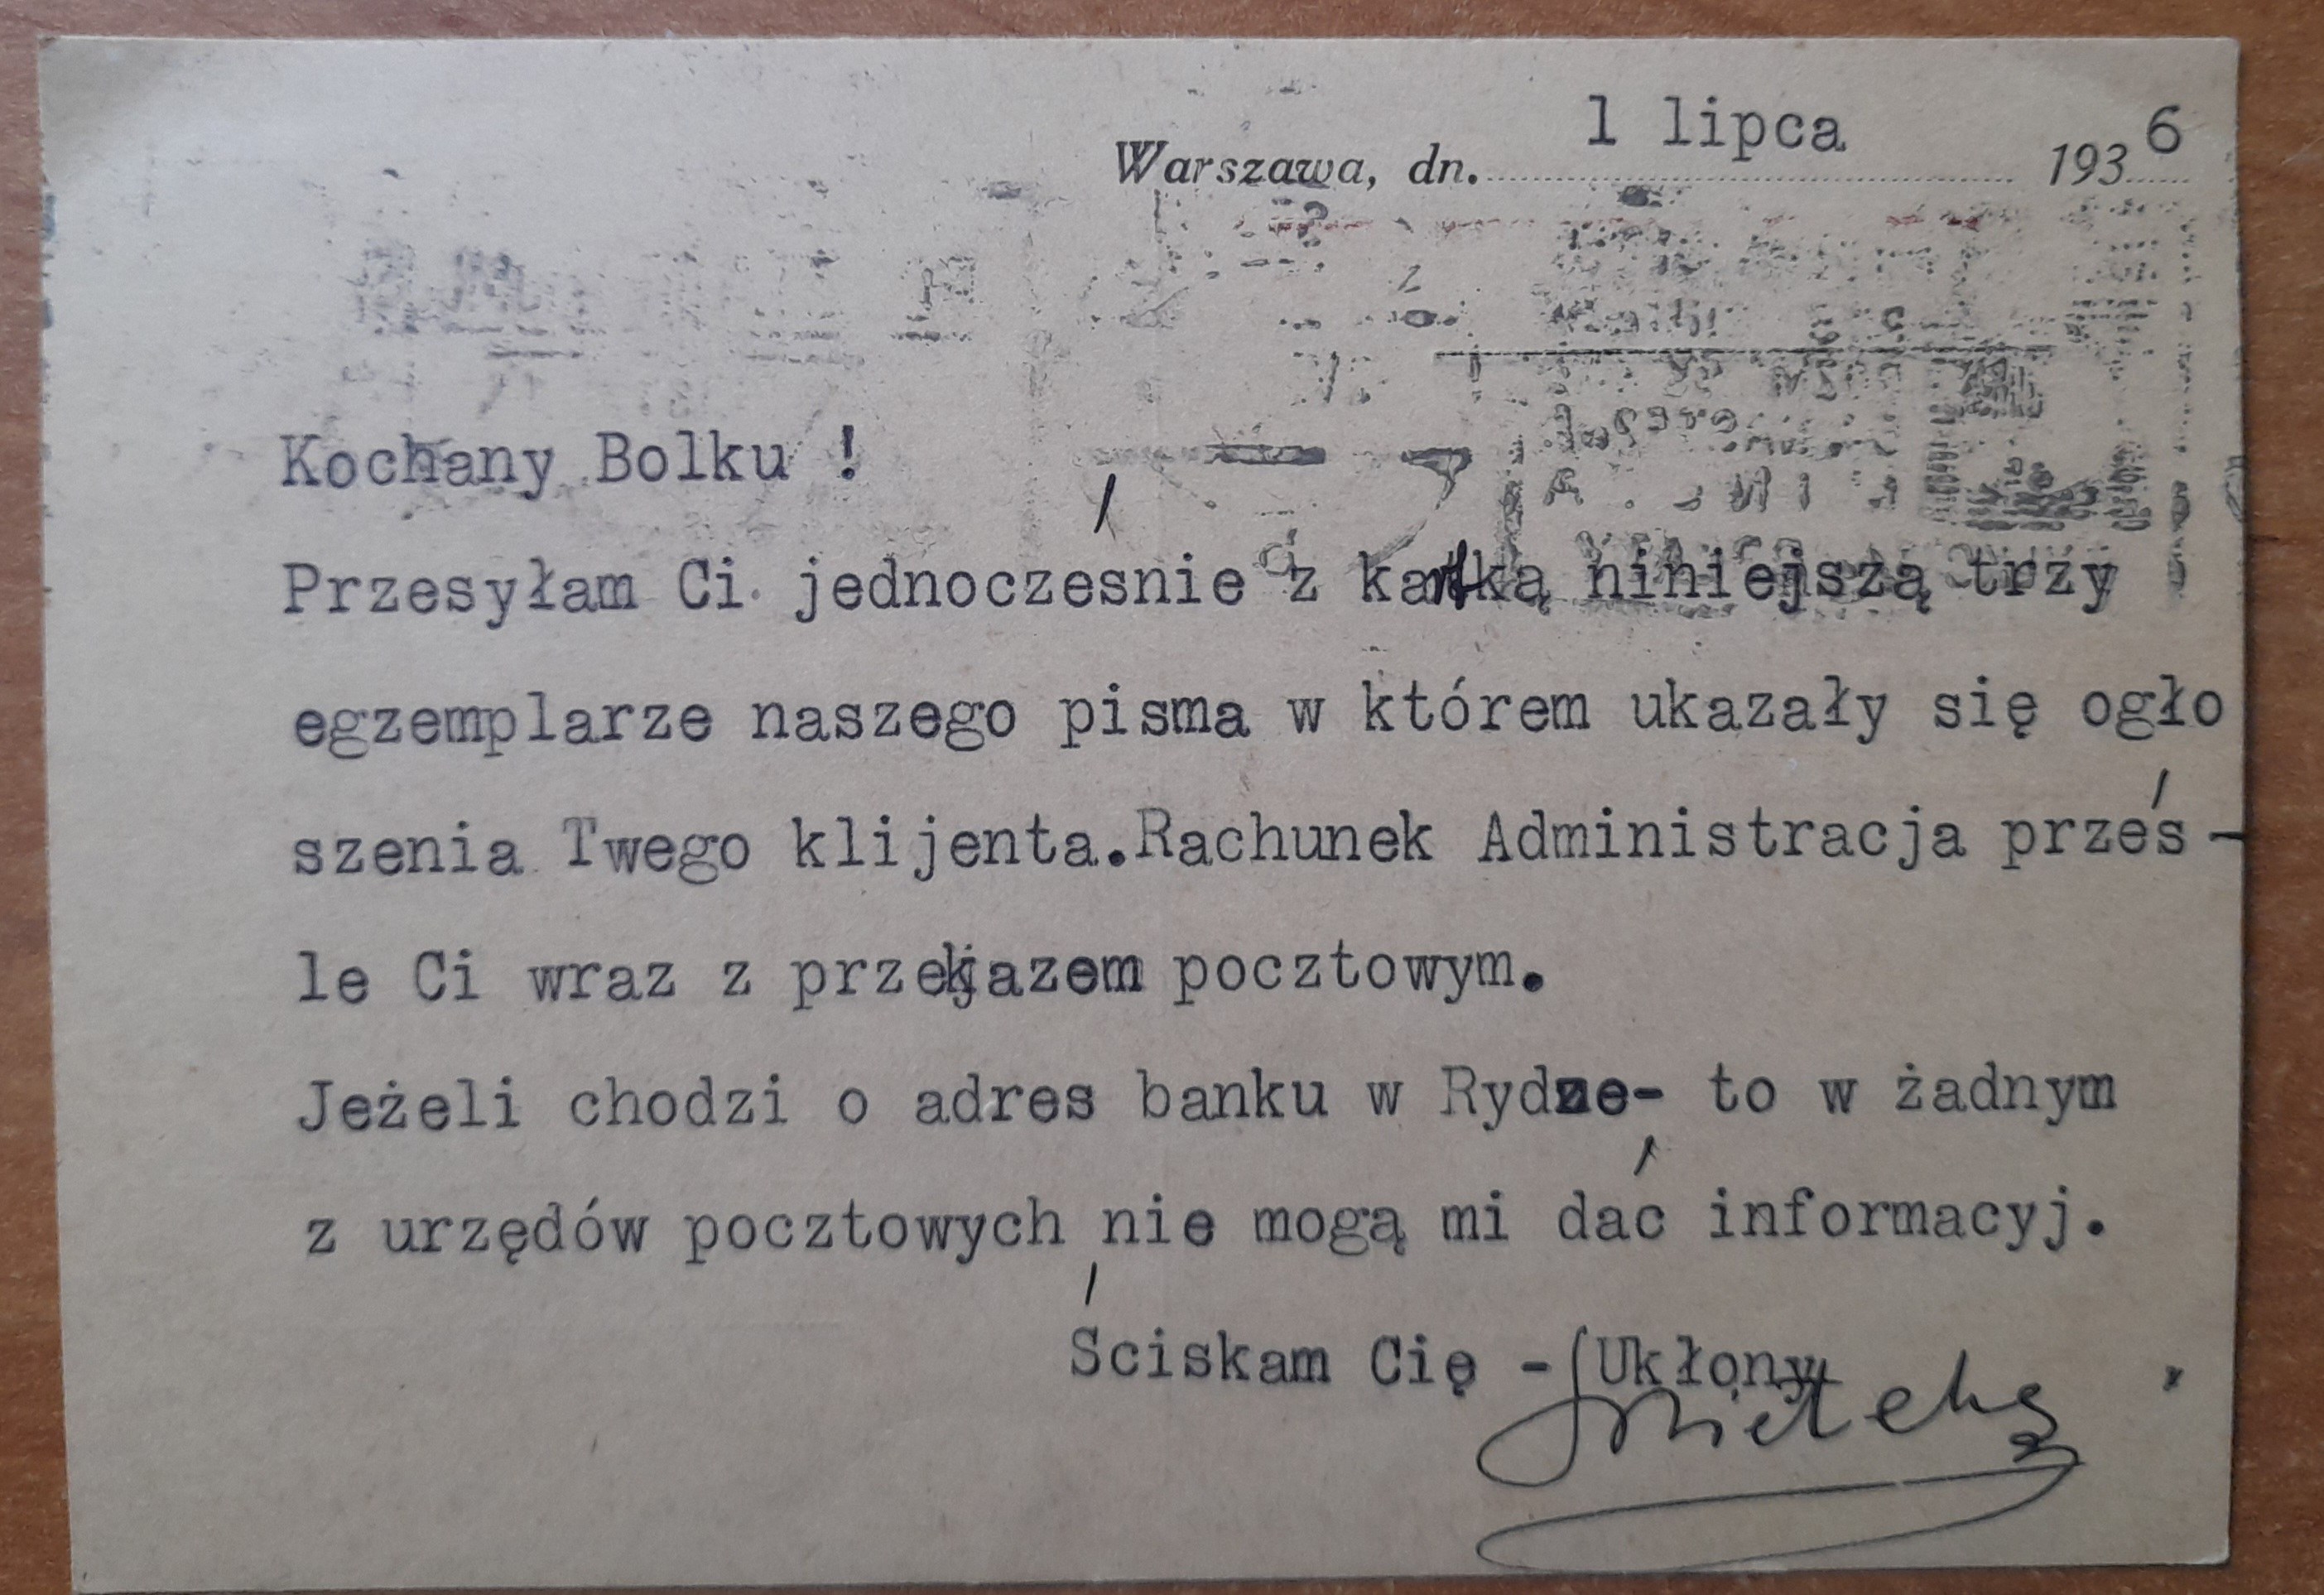 Warszawa, dn. 1 lipca 1936
Kochany Bolku !
Przesyłam Ci jednocześnie z kartką niniejszą trzy
egzemplarze naszego pisma w którem ukazały się ogło
szenia Twego klijenta.Rachunek Administracja prześ-
le Ci wraz z przekazem pocztowym.
Jeżeli chodzi o adres banku w Rydze- to w żadnym
z urzędów pocztowych nie mogą mi dać informacyj.
Ściskam Cię - Ukłony